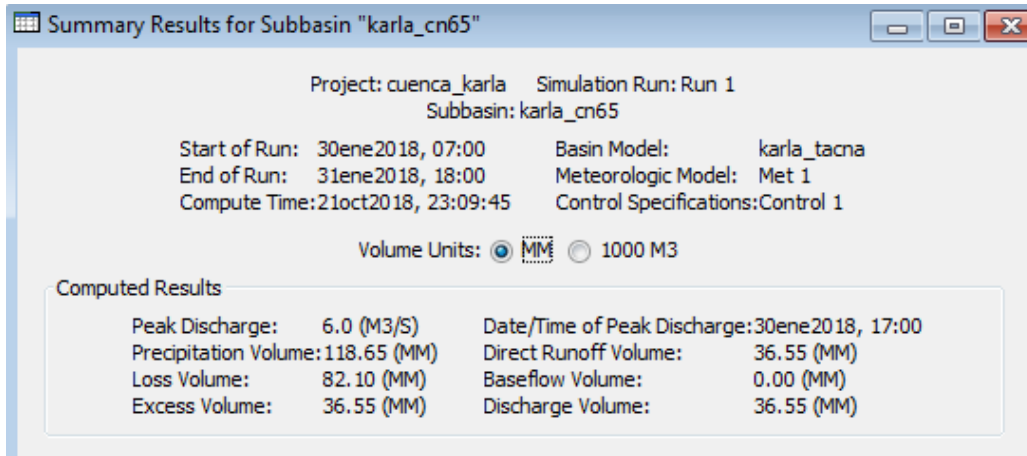 Summary Results for Subbasin "karla_cn65"
Project: cuenca_karla Simulation Run: Run 1
Subbasin: karla_cn65
Start of Run: 30ene2018, 07:00 Basin Model: karla_tacna
End of Run: 31ene2018, 18:00 Meteorologic Model: Met 1
Compute Time:21oct2018, 23:09:45 Control Specifications:Control 1
Volume Units: MM 1000 M3
Computed Results
Peak Discharge: 6.0 (M3/S) Date/Time of Peak Discharge:30ene2018, 17:00
Precipitation Volume:118.65 (MM) Direct Runoff Volume: 36.55 (MM)
Loss Volume: 82.10 (MM) Baseflow Volume: 0.00 (MM)
Excess Volume: 36.55 (MM) Discharge Volume: 36.55 (MM)